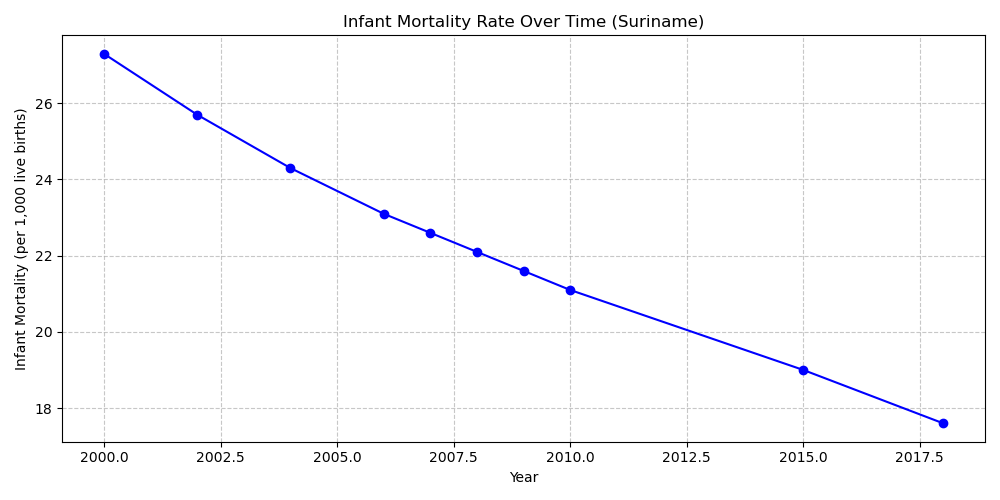 Infant Mortality Rate Over Time (Suriname)
Infant Mortality (per 1,000 live births)
26
24
22
20
18
2000.0 2002.5 2005.0 2007.5 2010.0 2012.5 2015.0 2017.5
Year